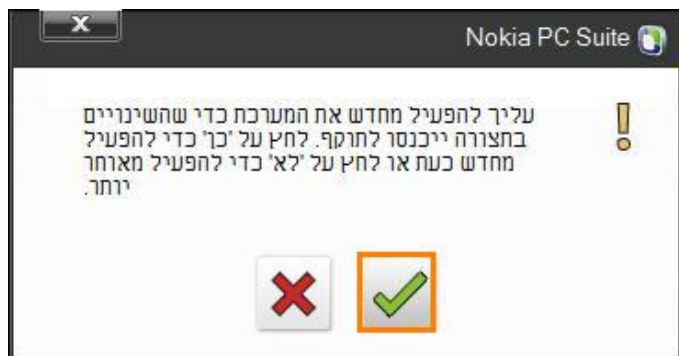 Nokia PC Suite
עליך להפעיל מחדש את המערכת כדי שהשינויים
בתצורה ייכנסו לתוקף. לחץ על 'כן' כדי להפעיל
מחדש כעת או לחץ על 'לא' כדי להפעיל מאוחר
יותר.